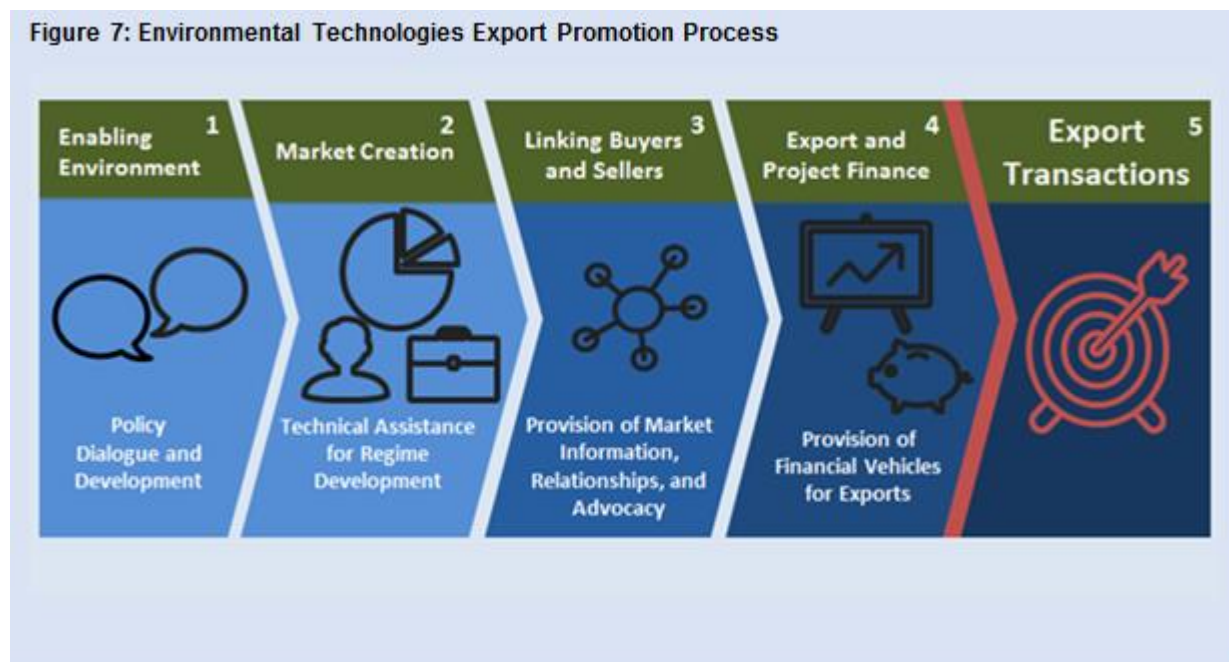 Figure 7: Environmental Technologies Export Promotion Process
Enabling
Environment
1
Policy
Dialogue and
Development
Market Creation
2
Technical Assistance
for Regime
Development
Linking Buyers
and Sellers
3
Provision of Market
Information,
Relationships, and
Advocacy
Export and
Project Finance
4
Provision of
Financial Vehicles
for Exports
Export
Transactions
5